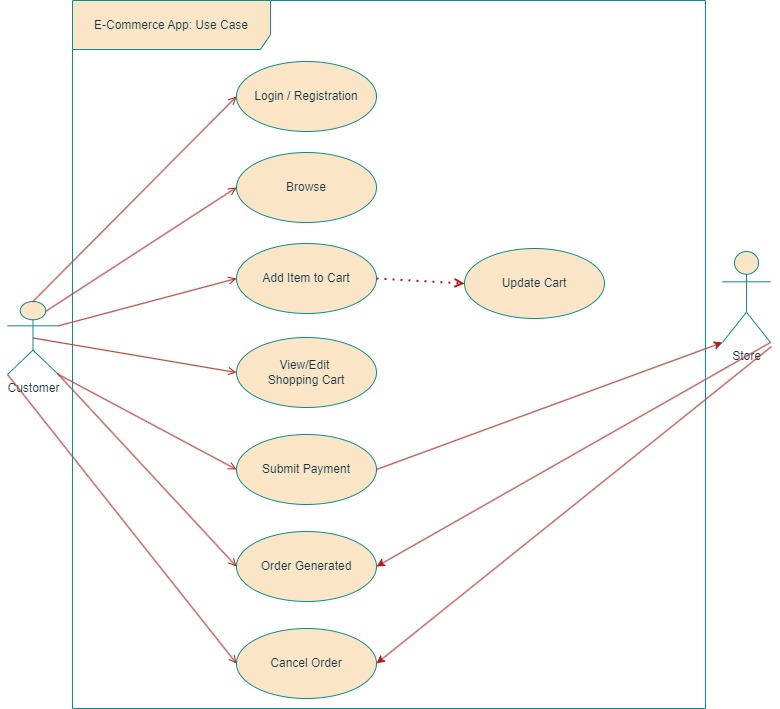 E-Commerce App: Use Case
Login / Registration
Browse
Add Item to Cart
Update Cart
View/Edit
Shopping Cart
Customer
Store
Submit Payment
Order Generated
Cancel Order